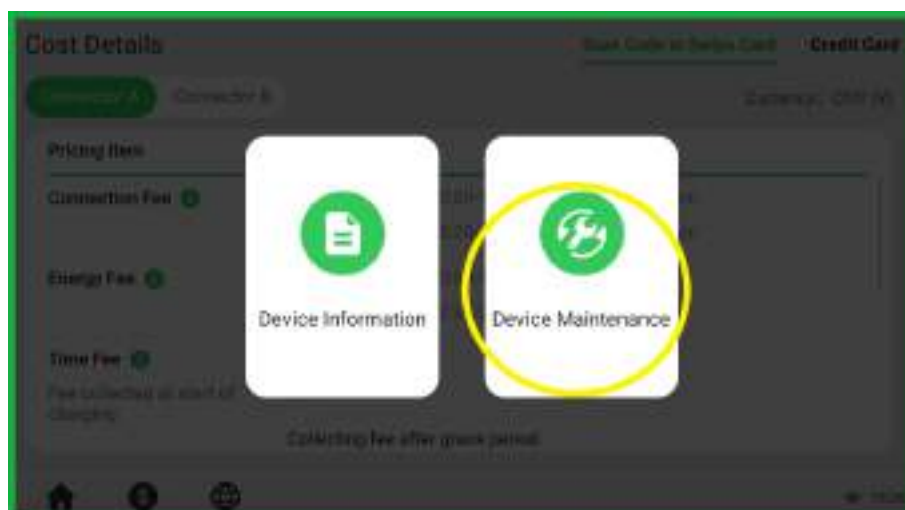 Cost Details
Scan Code or Swipe Card
Credit Card
Connector A
Connector B
Pricing Item
Connection Fee
Energy Fee
Device Information
Device Maintenance
Time Fee
Fee collected at start of
charging
Collecting fee after grace period